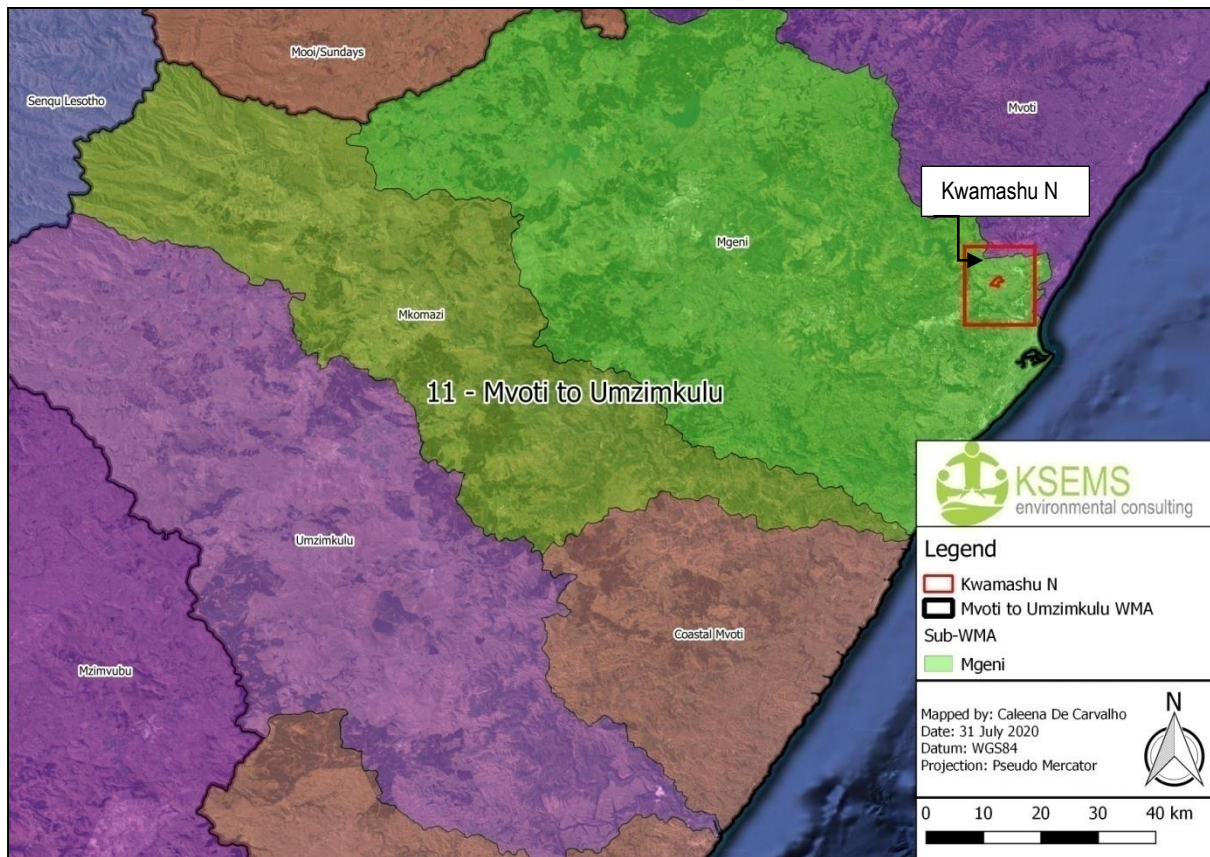 Mooi/Sundays
Senqu Lesotho
Mvoti
Kwamashu N
Mgeni
Mkomazi
11 - Mvoti to Umzimkulu
Umzimkulu
Coastal Mvoti
Mzimvubu
KSEMS
environmental consulting
Legend
Kwamashu N
Mvoti to Umzimkulu WMA
Sub-WMA
Mgeni
Mapped by: Caleena De Carvalho
Date: 31 July 2020
Datum: WGS84
Projection: Pseudo Mercator
N
0 10 20 30 40 km